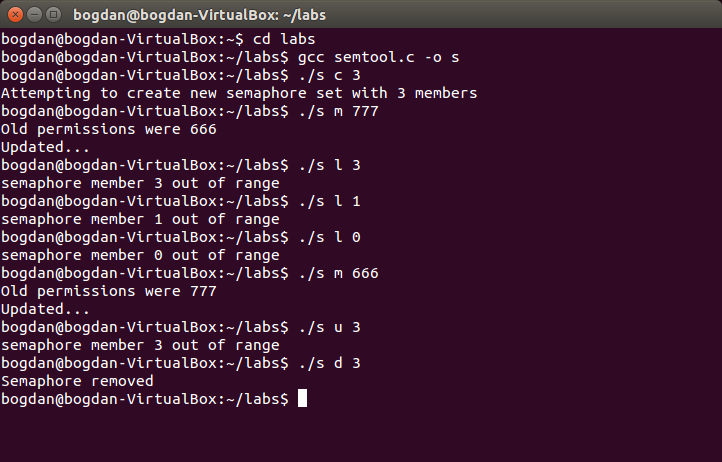 bogdan@bogdan-VirtualBox: ~/labs
bogdan@bogdan-VirtualBox:~$ cd labs
bogdan@bogdan-VirtualBox:~/labs$ gcc semtool.c -o s
bogdan@bogdan-VirtualBox:~/labs$ ./s c 3
Attempting to create new semaphore set with 3 members
bogdan@bogdan-VirtualBox:~/labs$ ./s m 777
Old permissions were 666
Updated...
bogdan@bogdan-VirtualBox:~/labs$ ./s l 3
semaphore member 3 out of range
bogdan@bogdan-VirtualBox:~/labs$ ./s l 1
semaphore member 1 out of range
bogdan@bogdan-VirtualBox:~/labs$ ./s l 0
semaphore member 0 out of range
bogdan@bogdan-VirtualBox:~/labs$ ./s m 666
Old permissions were 777
Updated...
bogdan@bogdan-VirtualBox:~/labs$ ./s u 3
semaphore member 3 out of range
bogdan@bogdan-VirtualBox:~/labs$ ./s d 3
Semaphore removed
bogdan@bogdan-VirtualBox:~/labs$